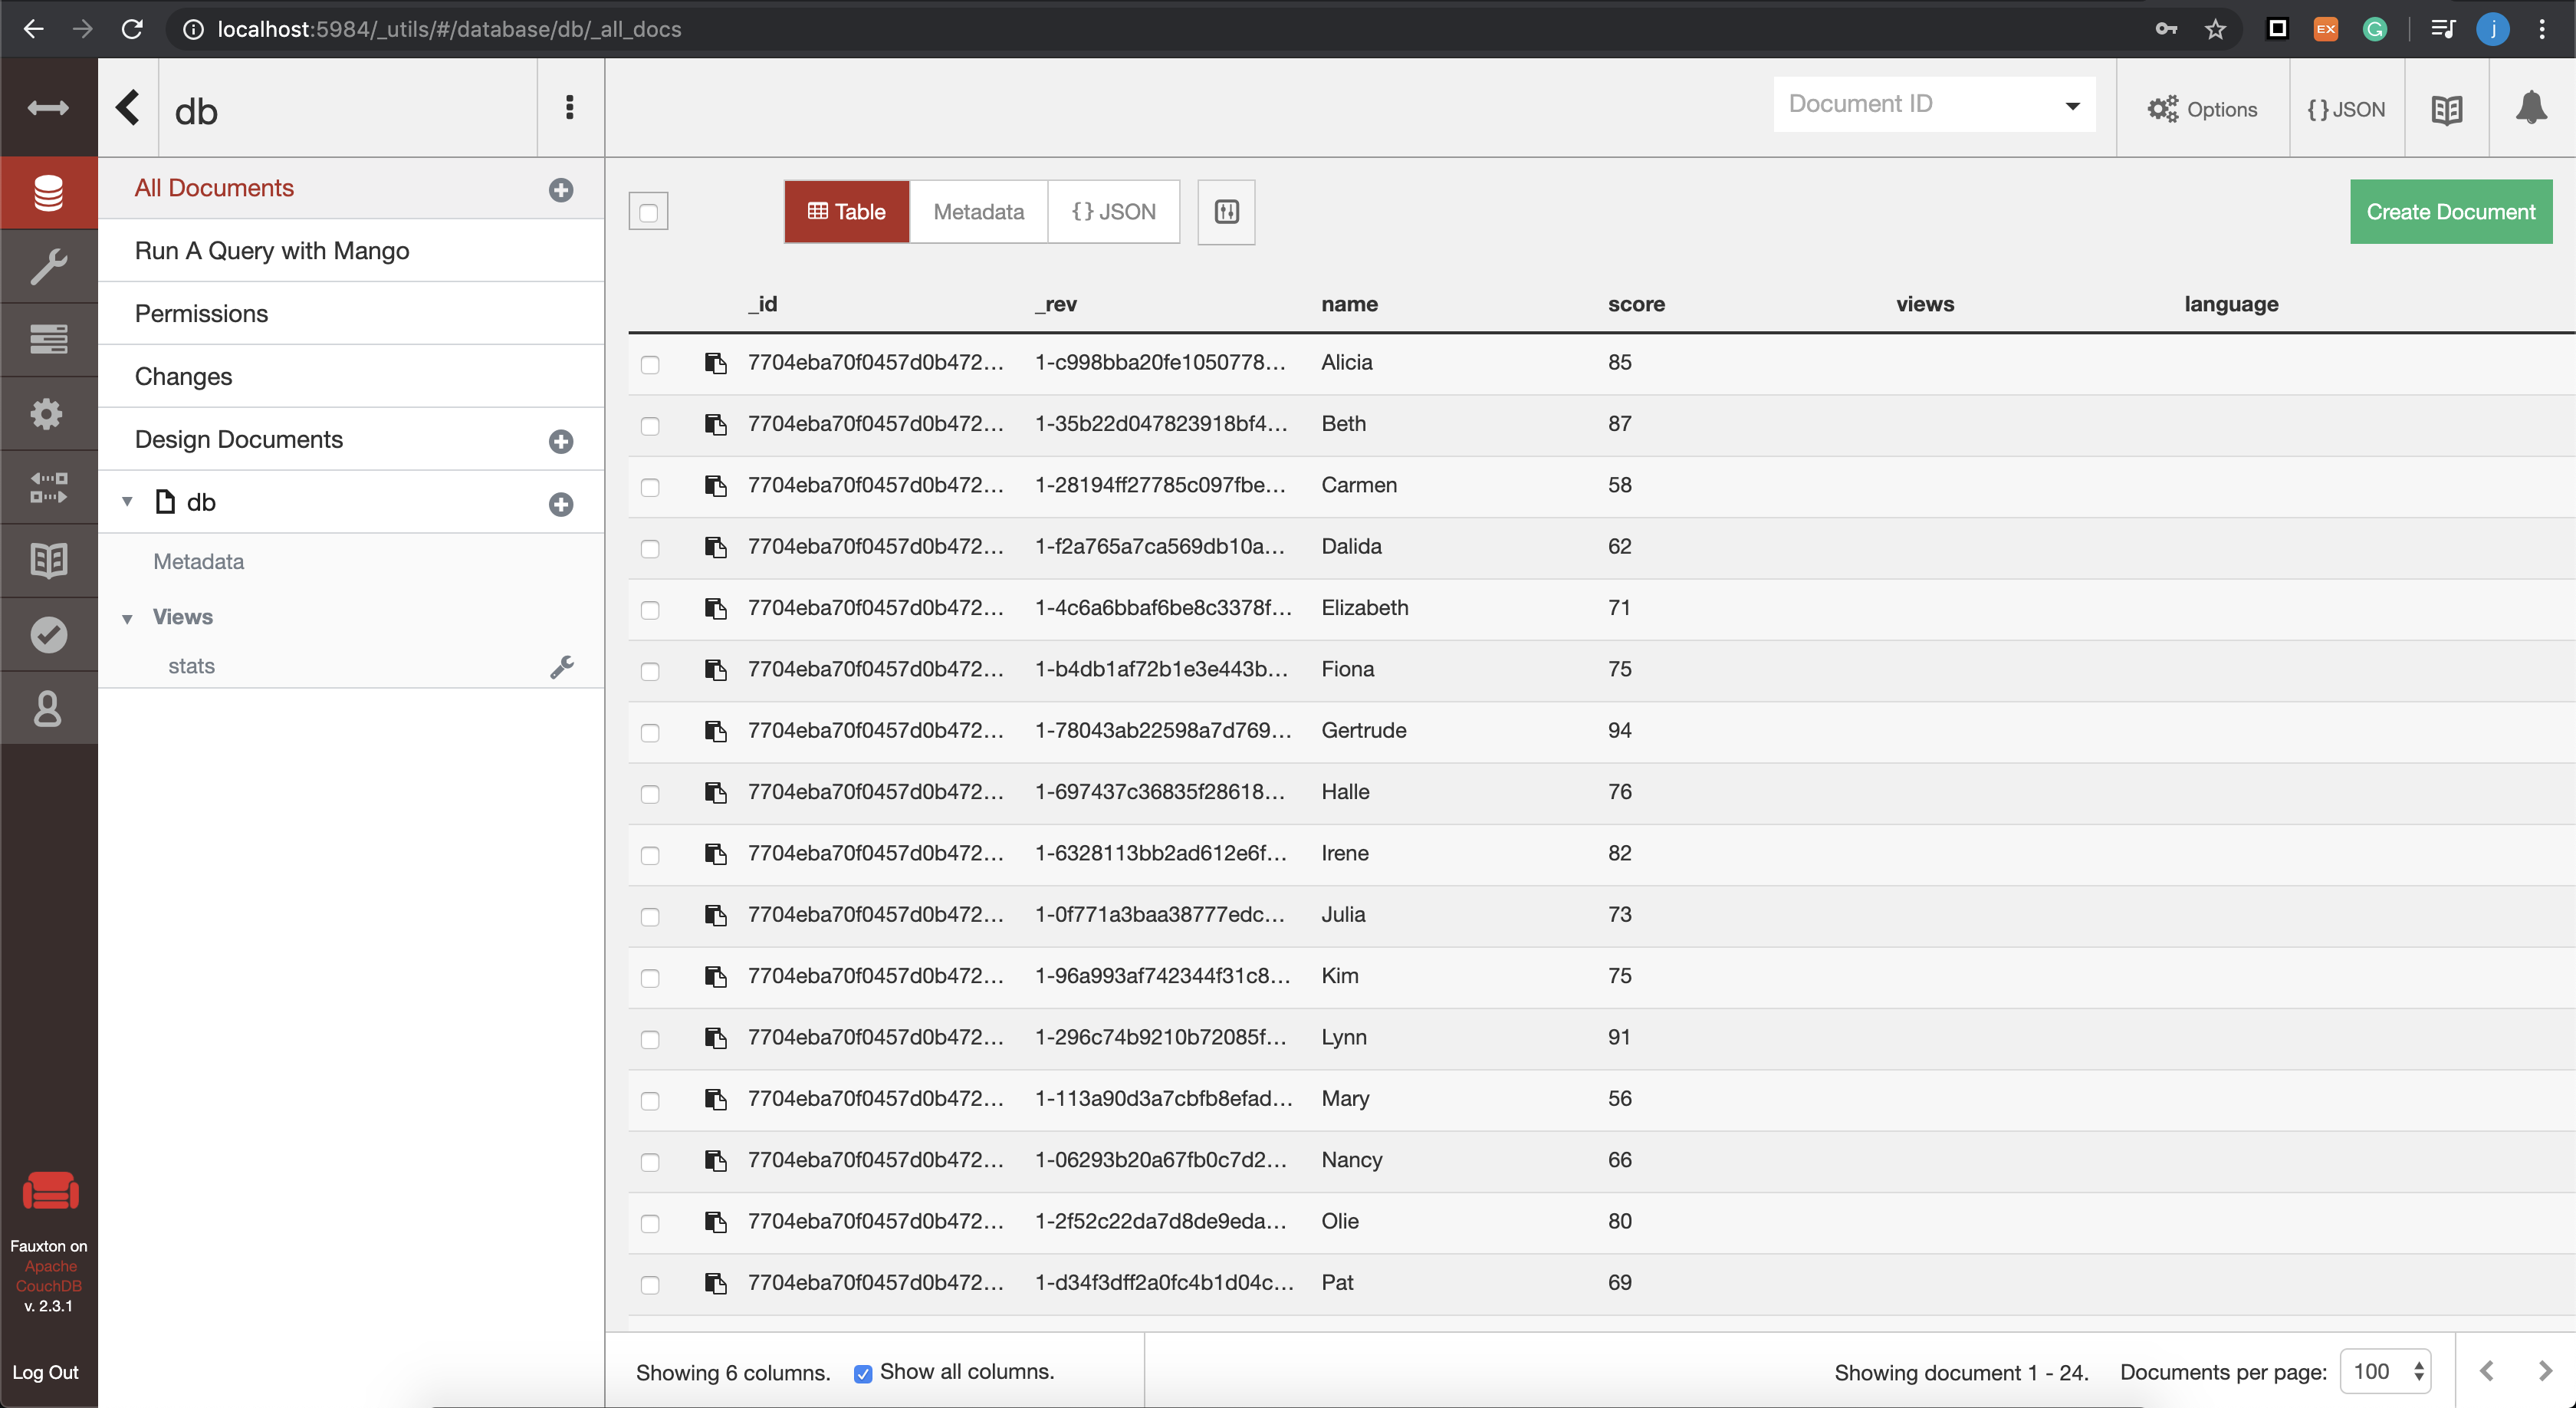 localhost:5984/_utils/#/database/db/_all_docs
EX
G
j
db
Document ID
Options
{ } JSON
All Documents
Run A Query with Mango
Permissions
Changes
Design Documents
db
Metadata
Views
stats
Table
Metadata
{ } JSON
Create Document
_id _rev name score views language
7704eba70f0457d0b472... 1-c998bba20fe1050778... Alicia 85
7704eba70f0457d0b472... 1-35b22d047823918bf4... Beth 87
7704eba70f0457d0b472... 1-28194ff27785c097fbe... Carmen 58
7704eba70f0457d0b472... 1-f2a765a7ca569db10a... Dalida 62
7704eba70f0457d0b472... 1-4c6a6bbaf6be8c3378f... Elizabeth 71
7704eba70f0457d0b472... 1-b4db1af72b1e3e443b... Fiona 75
7704eba70f0457d0b472... 1-78043ab22598a7d769... Gertrude 94
7704eba70f0457d0b472... 1-697437c36835f28618... Halle 76
7704eba70f0457d0b472... 1-6328113bb2ad612e6f... Irene 82
7704eba70f0457d0b472... 1-0f771a3baa38777edc... Julia 73
7704eba70f0457d0b472... 1-96a993af742344f31c8... Kim 75
7704eba70f0457d0b472... 1-296c74b9210b72085f... Lynn 91
7704eba70f0457d0b472... 1-113a90d3a7cbfb8efad... Mary 56
7704eba70f0457d0b472... 1-06293b20a67fb0c7d2... Nancy 66
7704eba70f0457d0b472... 1-2f52c22da7d8de9eda... Olie 80
7704eba70f0457d0b472... 1-d34f3dff2a0fc4b1d04c... Pat 69
Fauxton on
Apache
CouchDB
v. 2.3.1
Log Out
Showing 6 columns. Show all columns. Showing document 1 - 24. Documents per page: 100